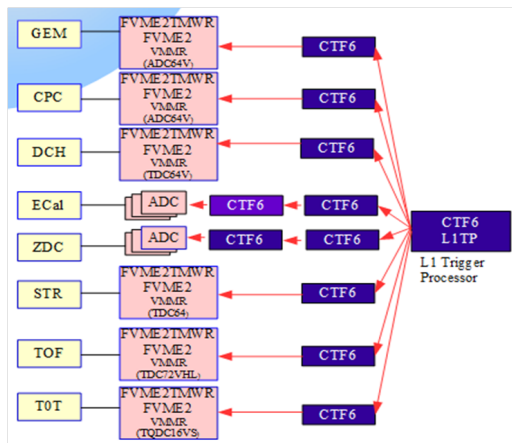 GEM
FVME2TMWR
FVME2
VMMR
(ADC64V)
CTF6
CPC
FVME2TMWR
FVME2
VMMR
(ADC64V)
CTF6
DCH
FVME2TMWR
FVME2
VMMR
(TDC64V)
CTF6
ECal
ADC
CTF6
CTF6
ZDC
ADC
CTF6
CTF6
CTF6
L1TP
L1 Trigger
Processor
STR
FVME2TMWR
FVME2
VMMR
(TDC64)
CTF6
TOF
FVME2TMWR
FVME2
VMMR
(TDC72VHL)
CTF6
T0T
FVME2TMWR
FVME2
VMMR
(TQDC16VS)
CTF6